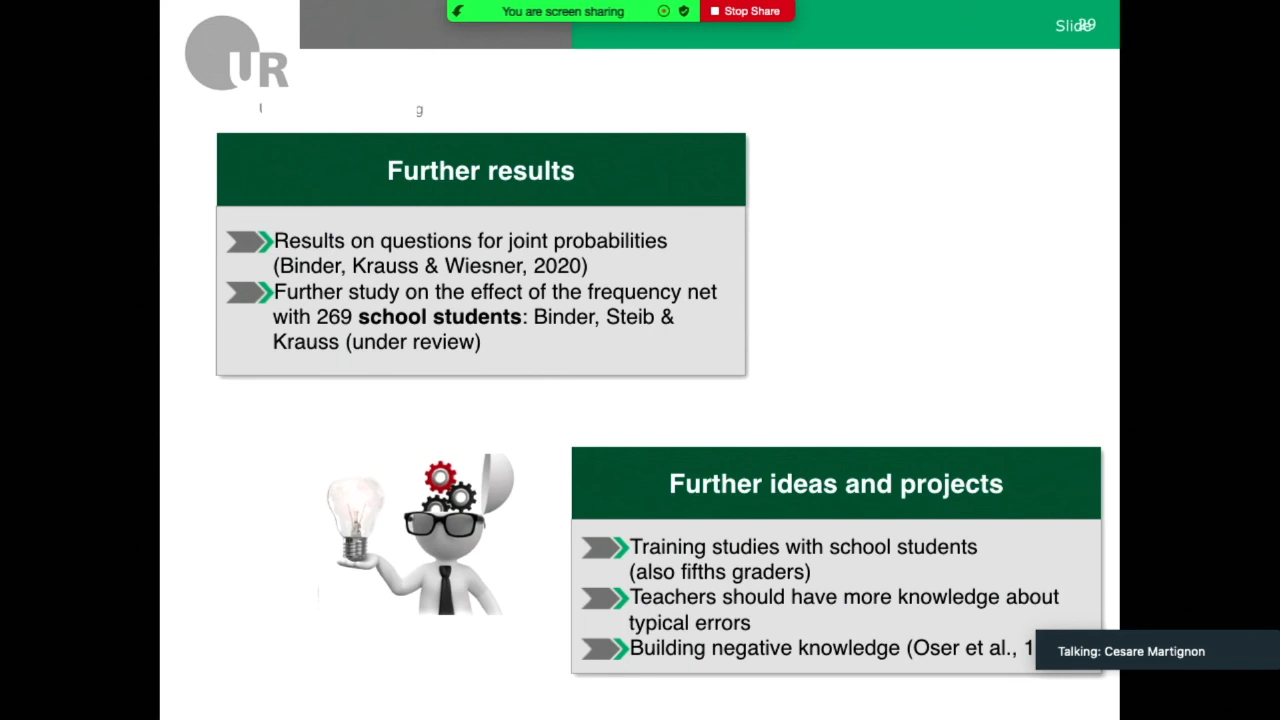 You are screen sharing
Stop Share
UR
Further results
Results on questions for joint probabilities
(Binder, Krauss & Wiesner, 2020)
Further study on the effect of the frequency net
with 269 school students: Binder, Steib &
Krauss (under review)
Further ideas and projects
Training studies with school students
(also fifths graders)
Teachers should have more knowledge about
typical errors
Building negative knowledge (Oser et al., 1
Talking: Cesare Martignon